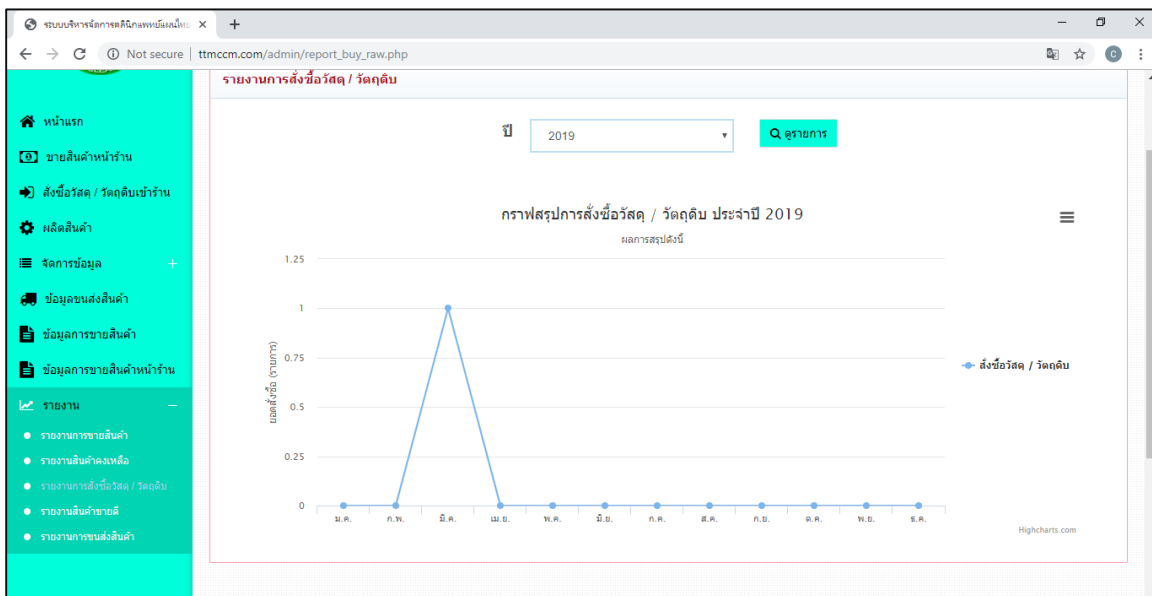 ระบบบริหารจัดการคลินิกแพทย์แผนไทย
Not secure | ttmccm.com/admin/report_buy_raw.php
C
รายงานการสั่งซื้อวัสดุ / วัตถุดิบ
หน้าแรก
ขายสินค้าหน้าร้าน
สั่งซื้อวัสดุ / วัตถุดิบเข้าร้าน
ผลิตสินค้า
จัดการข้อมูล
ข้อมูลขนส่งสินค้า
ข้อมูลการขายสินค้า
ข้อมูลการขายสินค้าหน้าร้าน
รายงาน
รายงานการขายสินค้า
รายงานสินค้าคงเหลือ
รายงานการสั่งซื้อวัสดุ / วัตถุดิบ
รายงานสินค้าขายดี
รายงานการขนส่งสินค้า
ปี 2019 ดูรายการ
กราฟสรุปการสั่งซื้อวัสดุ / วัตถุดิบ ประจำปี 2019
ผลการสรุปดังนี้
ยอดสั่งซื้อ (รายการ)
1.25
1
0.75
0.5
0.25
0
ม.ค. ก.พ. มี.ค. เม.ย. พ.ค. มิ.ย. ก.ค. ส.ค. ก.ย. ต.ค. พ.ย. ธ.ค.
สั่งซื้อวัสดุ / วัตถุดิบ
Highcharts.com